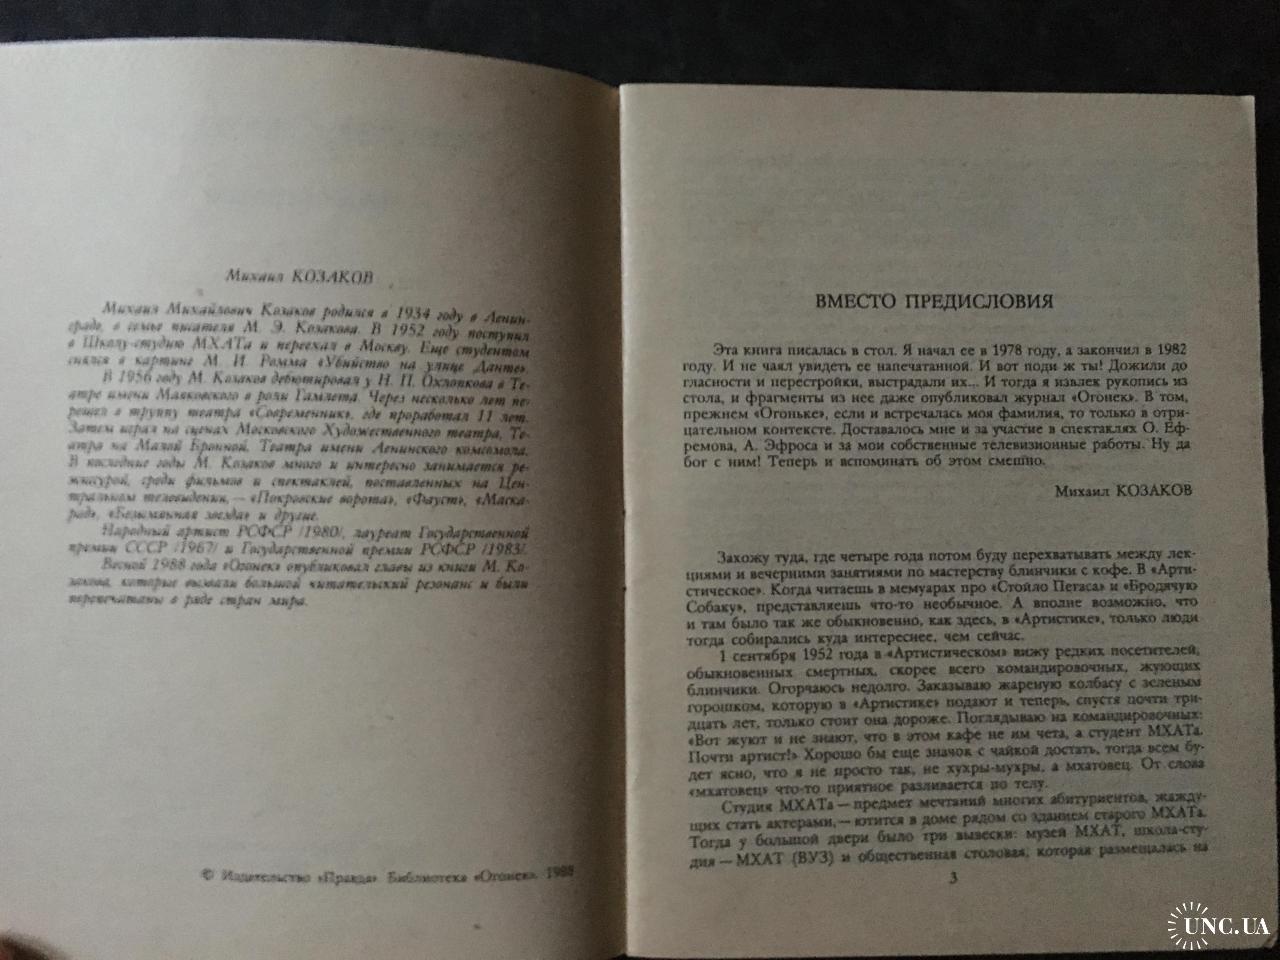 Михаил КОЗАКОВ
Михаил Михайлович Козаков родился в 1934 году в Ленин-
граде, в семье писателя М. Э. Козакова. В 1952 году поступил
в Школу-студию МХАТа и переехал в Москву. Еще студентом
снялся в картине М. И. Ромма «Убийство на улице Данте».
В 1956 году М. Козаков дебютировал у Н. П. Охлопкова в Те-
атре имени Маяковского в роли Гамлета. Через несколько лет пе-
решел в труппу театра «Современник», где проработал 11 лет.
Затем играл на сценах Московского Художественного театра, Те-
атра на Малой Бронной, Театра имени Ленинского комсомола.
В последние годы М. Козаков много и интересно занимается ре-
жиссурой, среди фильмов и спектаклей, поставленных на Цен-
тральном телевидении, — «Покровские ворота», «Фауст», «Маска-
рад», «Безымянная звезда» и другие.
Народный артист РСФСР /1980/, лауреат Государственной
премии СССР /1967/ и Государственной премии РСФСР /1983/.
Весной 1988 года «Огонек» опубликовал главы из книги М. Ко-
закова, которые вызвали большой читательский резонанс и были
перепечатаны в ряде стран мира.
© Издательство «Правда» Библиотека «Огонек», 1988
ВМЕСТО ПРЕДИСЛОВИЯ
Эта книга писалась в стол. Я начал ее в 1978 году, а закончил в 1982
году. И не чаял увидеть ее напечатанной. И вот поди ж ты! Дожили до
гласности и перестройки, выстрадали их... И тогда я извлек рукопись из
стола, и фрагменты из нее даже опубликовал журнал «Огонек». В том,
прежнем «Огоньке», если и встречалась моя фамилия, то только в отри-
цательном контексте. Доставалось мне и за участие в спектаклях О. Еф-
ремова, А. Эфроса и за мои собственные телевизионные работы. Ну да
бог с ним! Теперь и вспоминать об этом смешно.
Михаил КОЗАКОВ
Захожу туда, где четыре года потом буду перехватывать между лек-
циями и вечерними занятиями по мастерству блинчики с кофе. В «Арти-
стическое». Когда читаешь в мемуарах про «Стойло Пегаса» и «Бродячую
Собаку», представляешь что-то необычное. А вполне возможно, что
и там было так же обыкновенно, как здесь, в «Артистике», только люди
тогда собирались куда интереснее, чем сейчас.
1 сентября 1952 года в «Артистическом» вижу редких посетителей,
обыкновенных смертных, скорее всего командировочных, жующих
блинчики. Огорчаюсь недолго. Заказываю жареную колбасу с зеленым
горошком, которую в «Артистике» подают и теперь, спустя почти три-
дцать лет, только стоит она дороже. Поглядываю на командировочных:
«Вот жуют и не знают, что в этом кафе не им чета, а студент МХАТа.
Почти артист!» Хорошо бы еще значок с чайкой достать, тогда всем бу-
дет ясно, что я не просто так, не хухры-мухры, а мхатовец. От слова
«мхатовец» что-то приятное разливается по телу.
Студия МХАТа — предмет мечтаний многих абитуриентов, жажду-
щих стать актерами, — ютится в доме рядом со зданием старого МХАТа.
Тогда у большой двери было три вывески: музей МХАТ, школа-сту-
дия — МХАТ (ВУЗ) и общественная столовая, которая размещалась на
3
UNC.UA